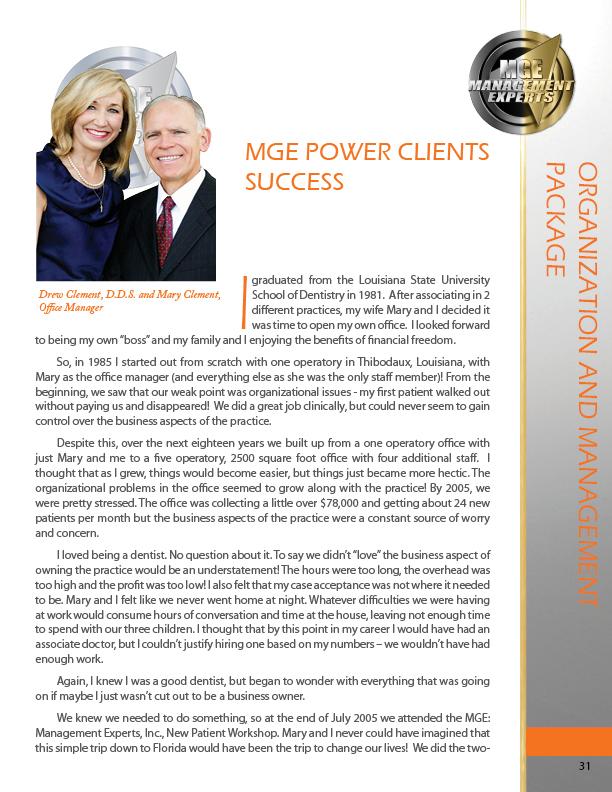 MGE
MANAGEMENT
EXPERTS
MGE POWER CLIENTS
SUCCESS
ORGANIZATION AND MANAGEMENT
PACKAGE
Drew Clement, D.D.S. and Mary Clement,
Office Manager
I graduated from the Louisiana State University
School of Dentistry in 1981. After associating in 2
different practices, my wife Mary and I decided it
was time to open my own office. I looked forward
to being my own “boss” and my family and I enjoying the benefits of financial freedom.
So, in 1985 I started out from scratch with one operatory in Thibodaux, Louisiana, with
Mary as the office manager (and everything else as she was the only staff member)! From the
beginning, we saw that our weak point was organizational issues - my first patient walked out
without paying us and disappeared! We did a great job clinically, but could never seem to gain
control over the business aspects of the practice.
Despite this, over the next eighteen years we built up from a one operatory office with
just Mary and me to a five operatory, 2500 square foot office with four additional staff. I
thought that as I grew, things would become easier, but things just became more hectic. The
organizational problems in the office seemed to grow along with the practice! By 2005, we
were pretty stressed. The office was collecting a little over $78,000 and getting about 24 new
patients per month but the business aspects of the practice were a constant source of worry
and concern.
I loved being a dentist. No question about it. To say we didn’t “love” the business aspect of
owning the practice would be an understatement! The hours were too long, the overhead was
too high and the profit was too low! I also felt that my case acceptance was not where it needed
to be. Mary and I felt like we never went home at night. Whatever difficulties we were having
at work would consume hours of conversation and time at the house, leaving not enough time
to spend with our three children. I thought that by this point in my career I would have had an
associate doctor, but I couldn’t justify hiring one based on my numbers – we wouldn’t have had
enough work.
Again, I knew I was a good dentist, but began to wonder with everything that was going
on if maybe I just wasn’t cut out to be a business owner.
We knew we needed to do something, so at the end of July 2005 we attended the MGE:
Management Experts, Inc., New Patient Workshop. Mary and I never could have imagined that
this simple trip down to Florida would have been the trip to change our lives! We did the two-
31